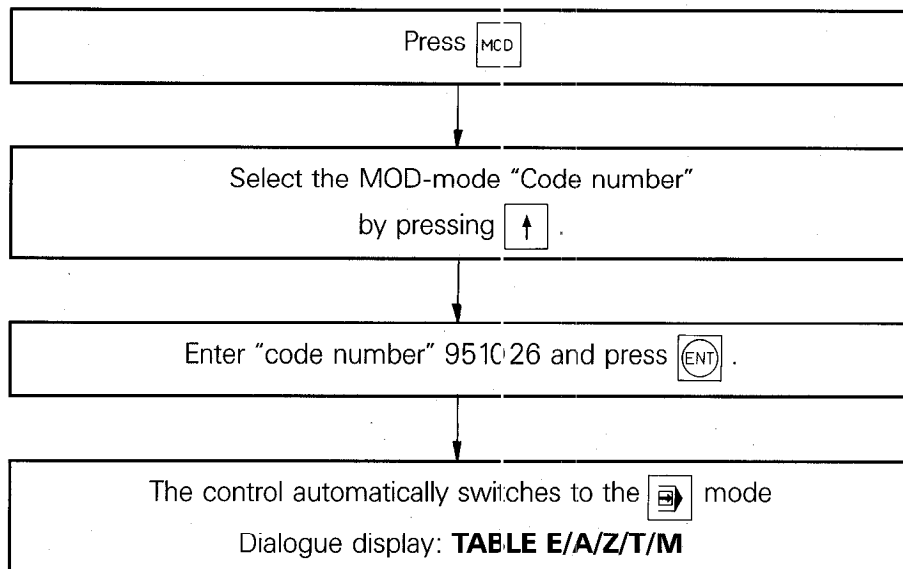 Press MOD
Select the MOD-mode “Code number”
by pressing ↑ .
Enter “code number” 951026 and press ENT .
The control automatically switches to the mode
Dialogue display: TABLE E/A/Z/T/M